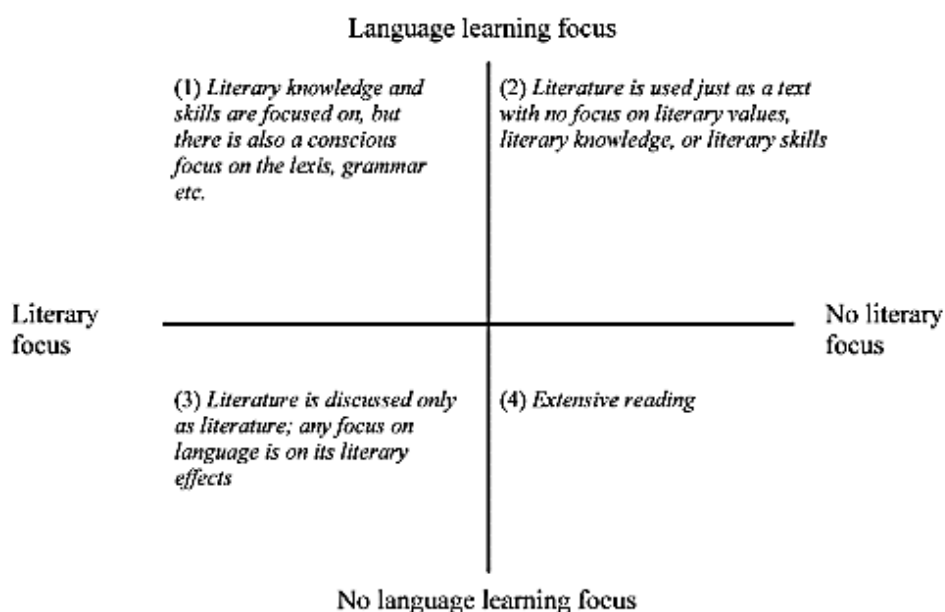 Language learning focus
(1) Literary knowledge and
skills are focused on, but
there is also a conscious
focus on the lexis, grammar
etc.
(2) Literature is used just as a text
with no focus on literary values,
literary knowledge, or literary skills
Literary
focus
No literary
focus
(3) Literature is discussed only
as literature; any focus on
language is on its literary
effects
(4) Extensive reading
No language learning focus